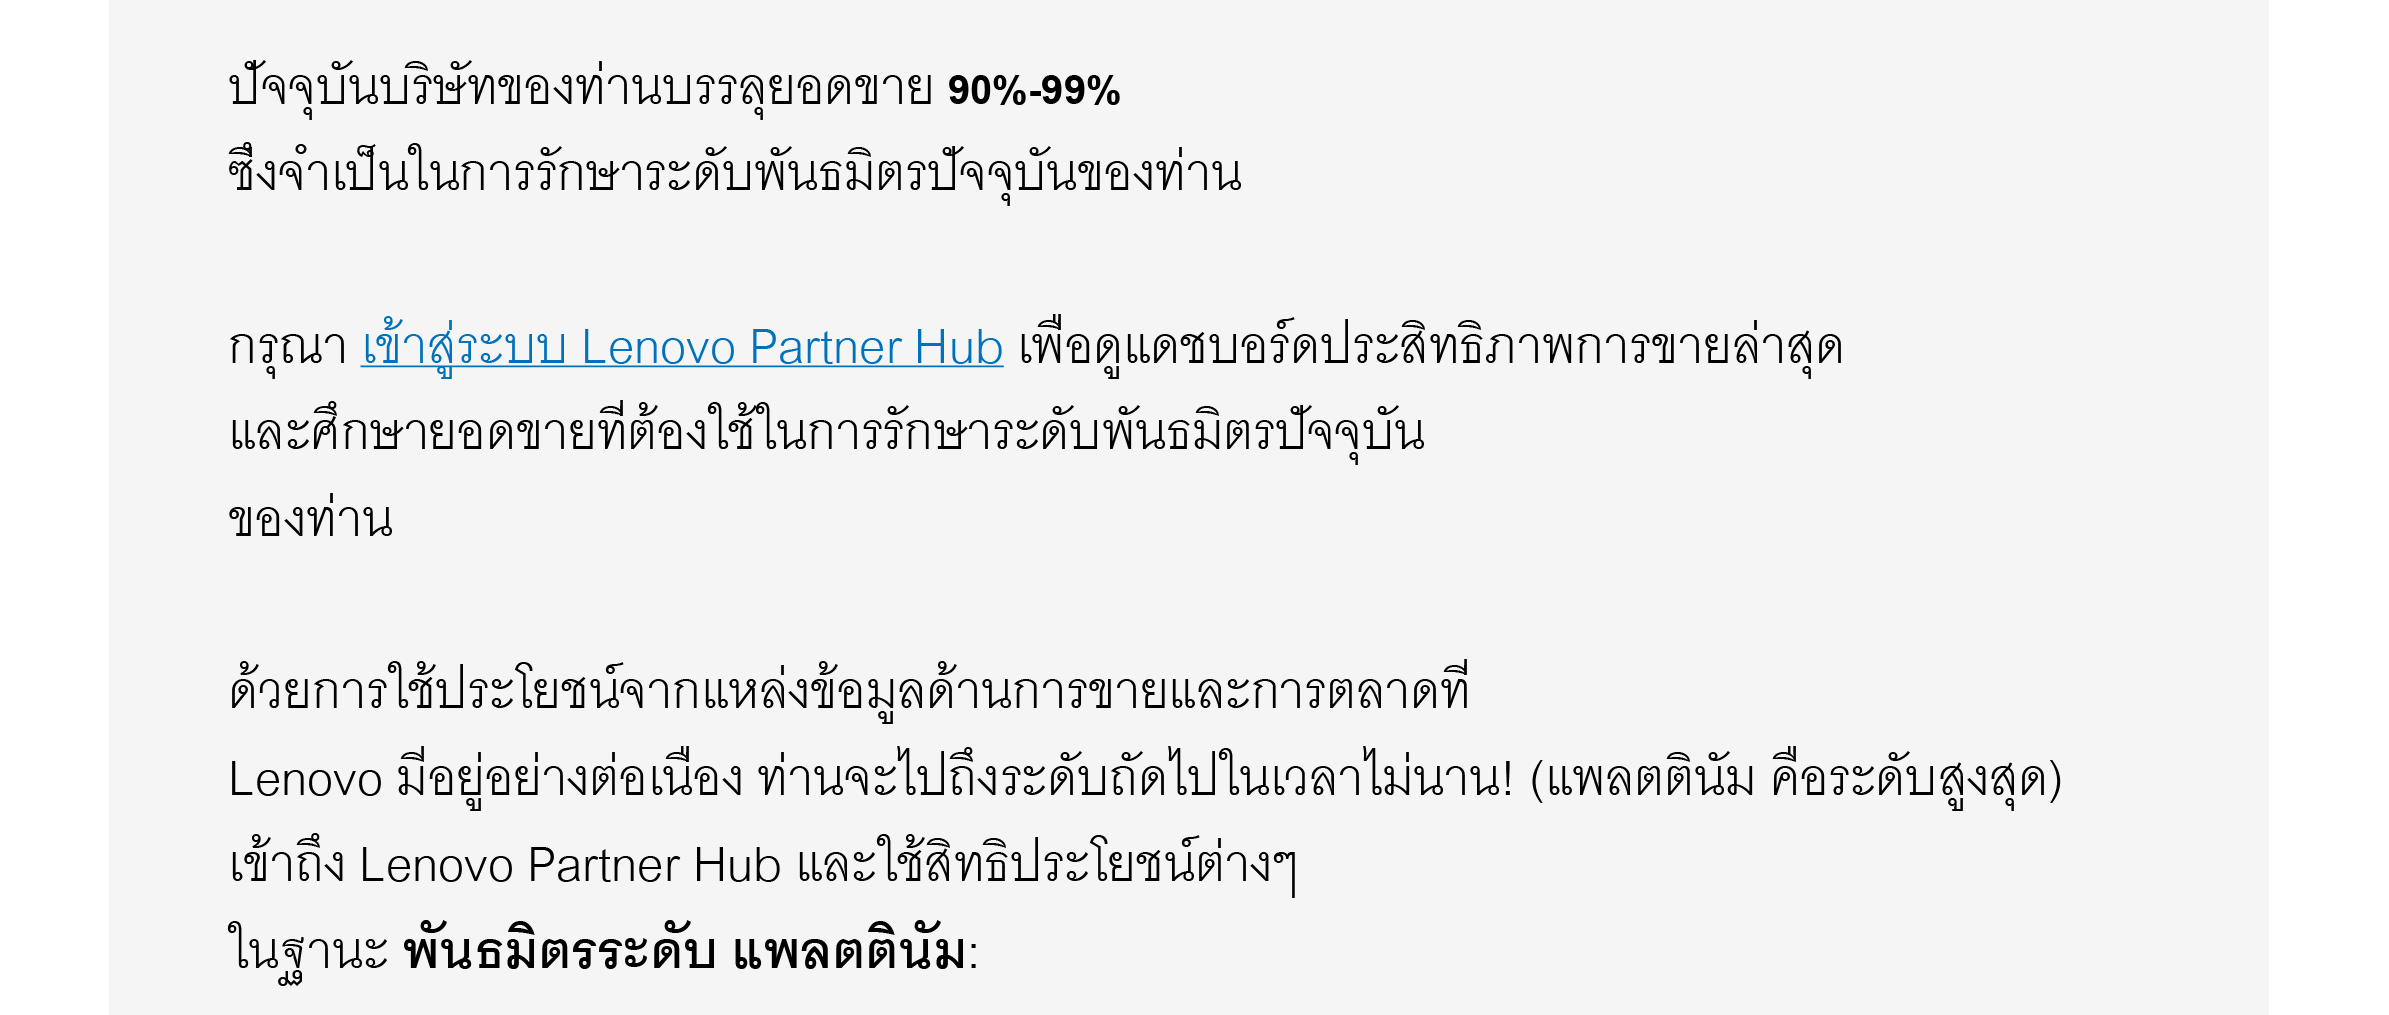 ปัจจุบันบริษัทของท่านบรรลุยอดขาย 90%-99%
ซึ่งจำเป็นในการรักษาระดับพันธมิตรปัจจุบันของท่าน
กรุณา เข้าสู่ระบบ Lenovo Partner Hub เพื่อดูแดชบอร์ดประสิทธิภาพการขายล่าสุด
และศึกษายอดขายที่ต้องใช้ในการรักษาระดับพันธมิตรปัจจุบัน
ของท่าน
ด้วยการใช้ประโยชน์จากแหล่งข้อมูลด้านการขายและการตลาดที่
Lenovo มีอยู่อย่างต่อเนื่อง ท่านจะไปถึงระดับถัดไปในเวลาไม่นาน! (แพลตตินัม คือระดับสูงสุด)
เข้าถึง Lenovo Partner Hub และใช้สิทธิประโยชน์ต่างๆ
ในฐานะ พันธมิตรระดับ แพลตตินัม: